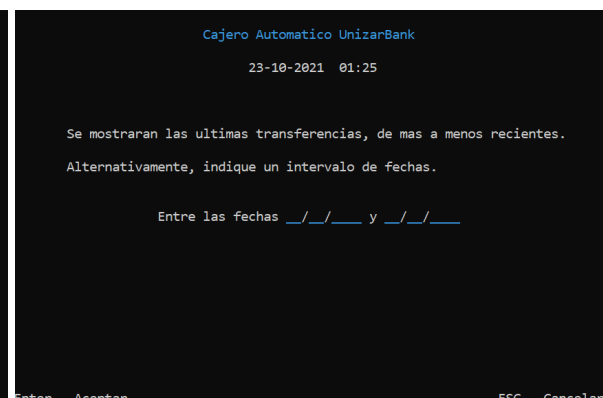 Cajero Automatico UnizarBank
23-10-2021 01:25
Se mostraran las ultimas transferencias, de mas a menos recientes.
Alternativamente, indique un intervalo de fechas.
Entre las fechas __/__/____ y __/__/____
Enter - Aceptar ESC - Cancelar